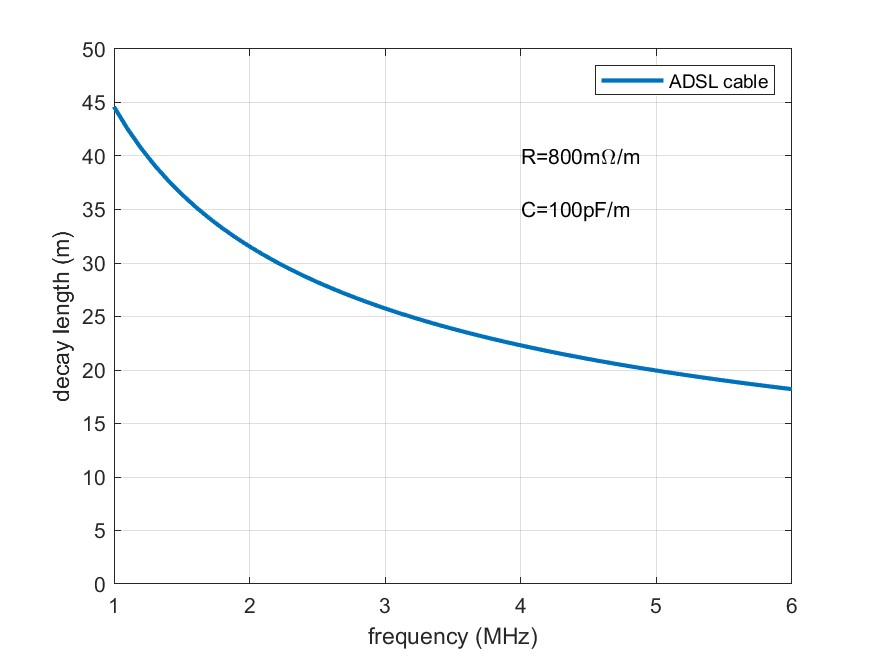 ADSL cable
R=800mΩ/m
C=100pF/m
50
45
40
35
30
25
20
15
10
5
0
decay length (m)
1 2 3 4 5 6
frequency (MHz)